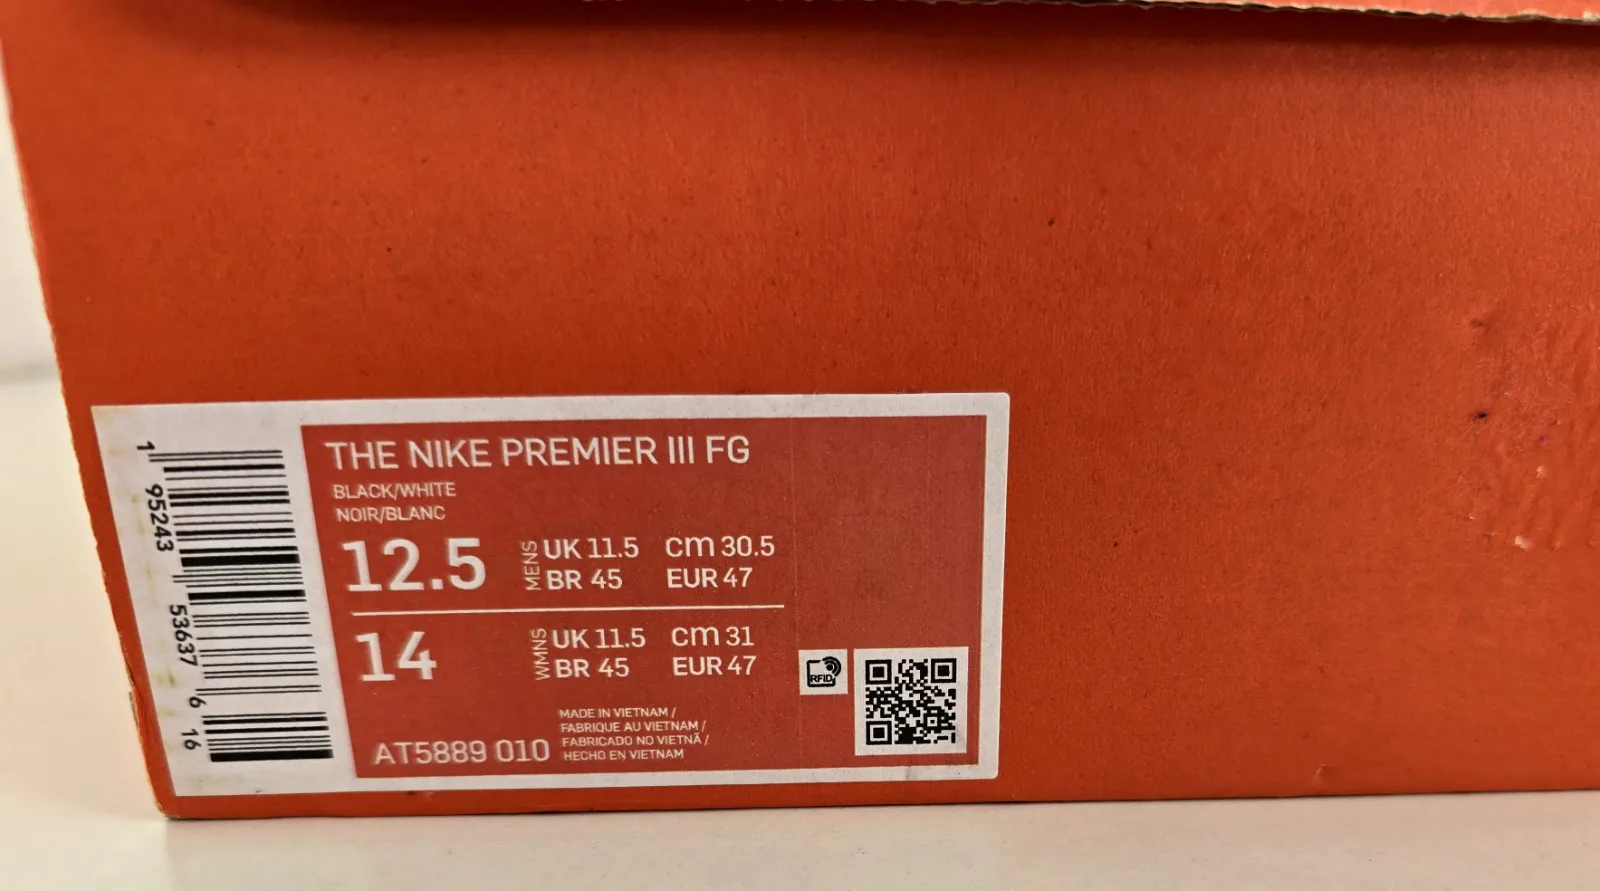 THE NIKE PREMIER III FG
BLACK/WHITE
NOIR/BLANC
12.5 MENS UK 11.5 cm 30.5
BR 45 EUR 47
14 WMNS UK 11.5 cm 31
BR 45 EUR 47
MADE IN VIETNAM /
FABRIQUE AU VIETNAM /
FABRICADO NO VIETNÃ /
HECHO EN VIETNAM
AT5889 010
RFID
1 95243 53637 6 16